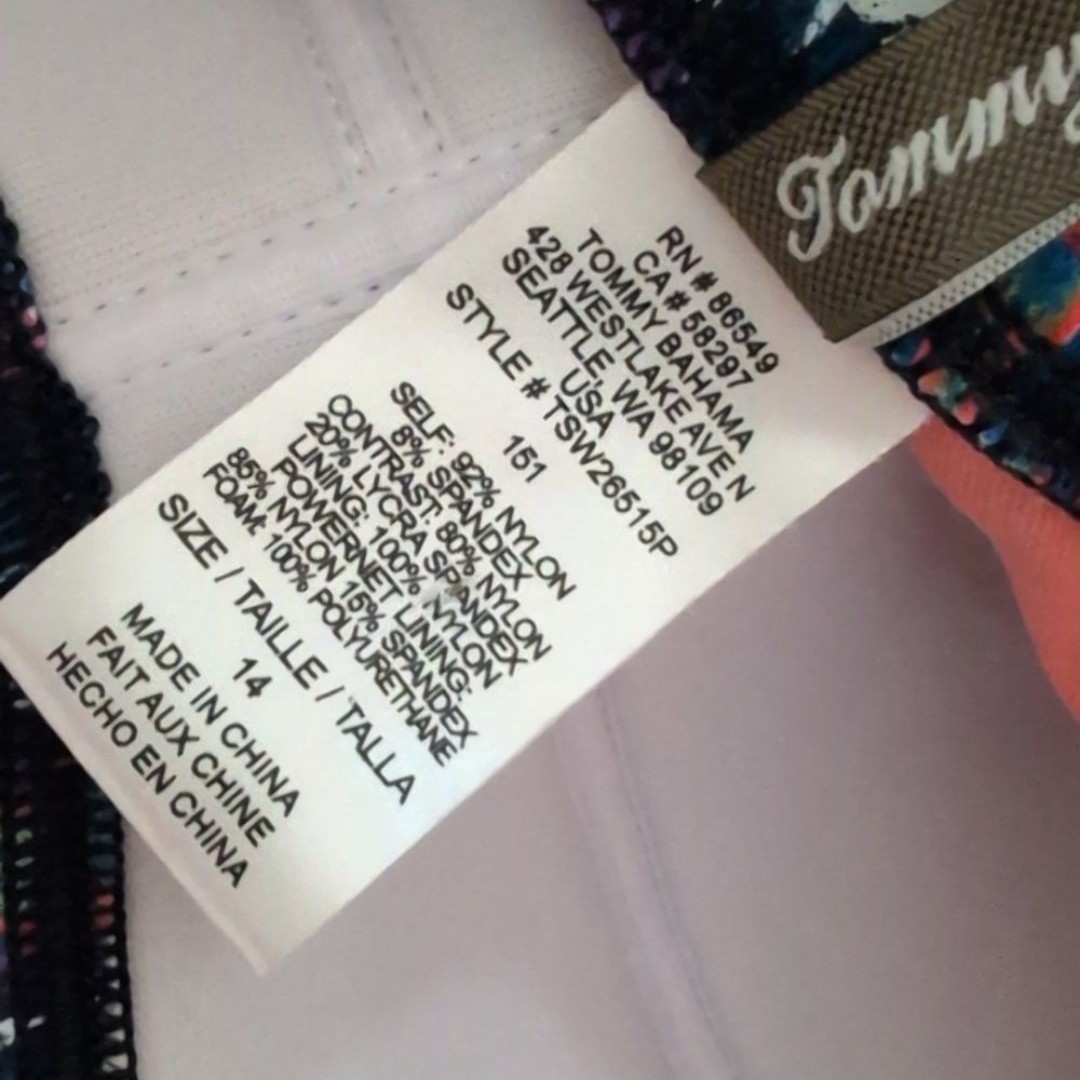 Tommy
RN # 86549
CA # 58297
TOMMY BAHAMA
428 WESTLAKE AVE N
SEATTLE, WA 98109
USA
STYLE # TSW26515P
151
SELF: 92% NYLON
8% SPANDEX
CONTRAST: 80% NYLON
20% LYCRA SPANDEX
LINING: 100% NYLON
POWERNET LINING:
85% NYLON 15% SPANDEX
FOAM: 100% POLYURETHANE
SIZE / TAILLE / TALLA
14
MADE IN CHINA
FAIT AUX CHINE
HECHO EN CHINA